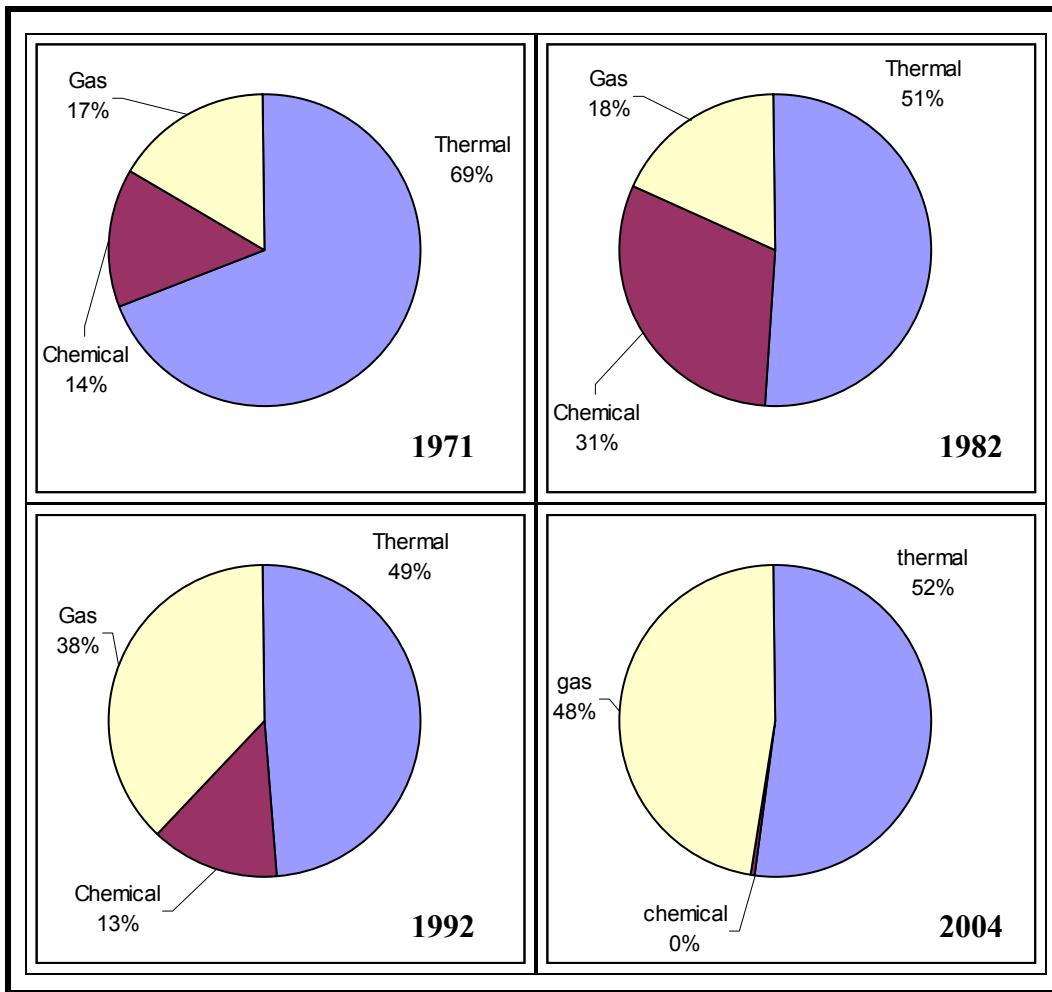 Gas
17%
Thermal
69%
Chemical
14%
1971
Gas
18%
Thermal
51%
Chemical
31%
1982
Thermal
49%
Gas
38%
Chemical
13%
1992
thermal
52%
gas
48%
chemical
0%
2004